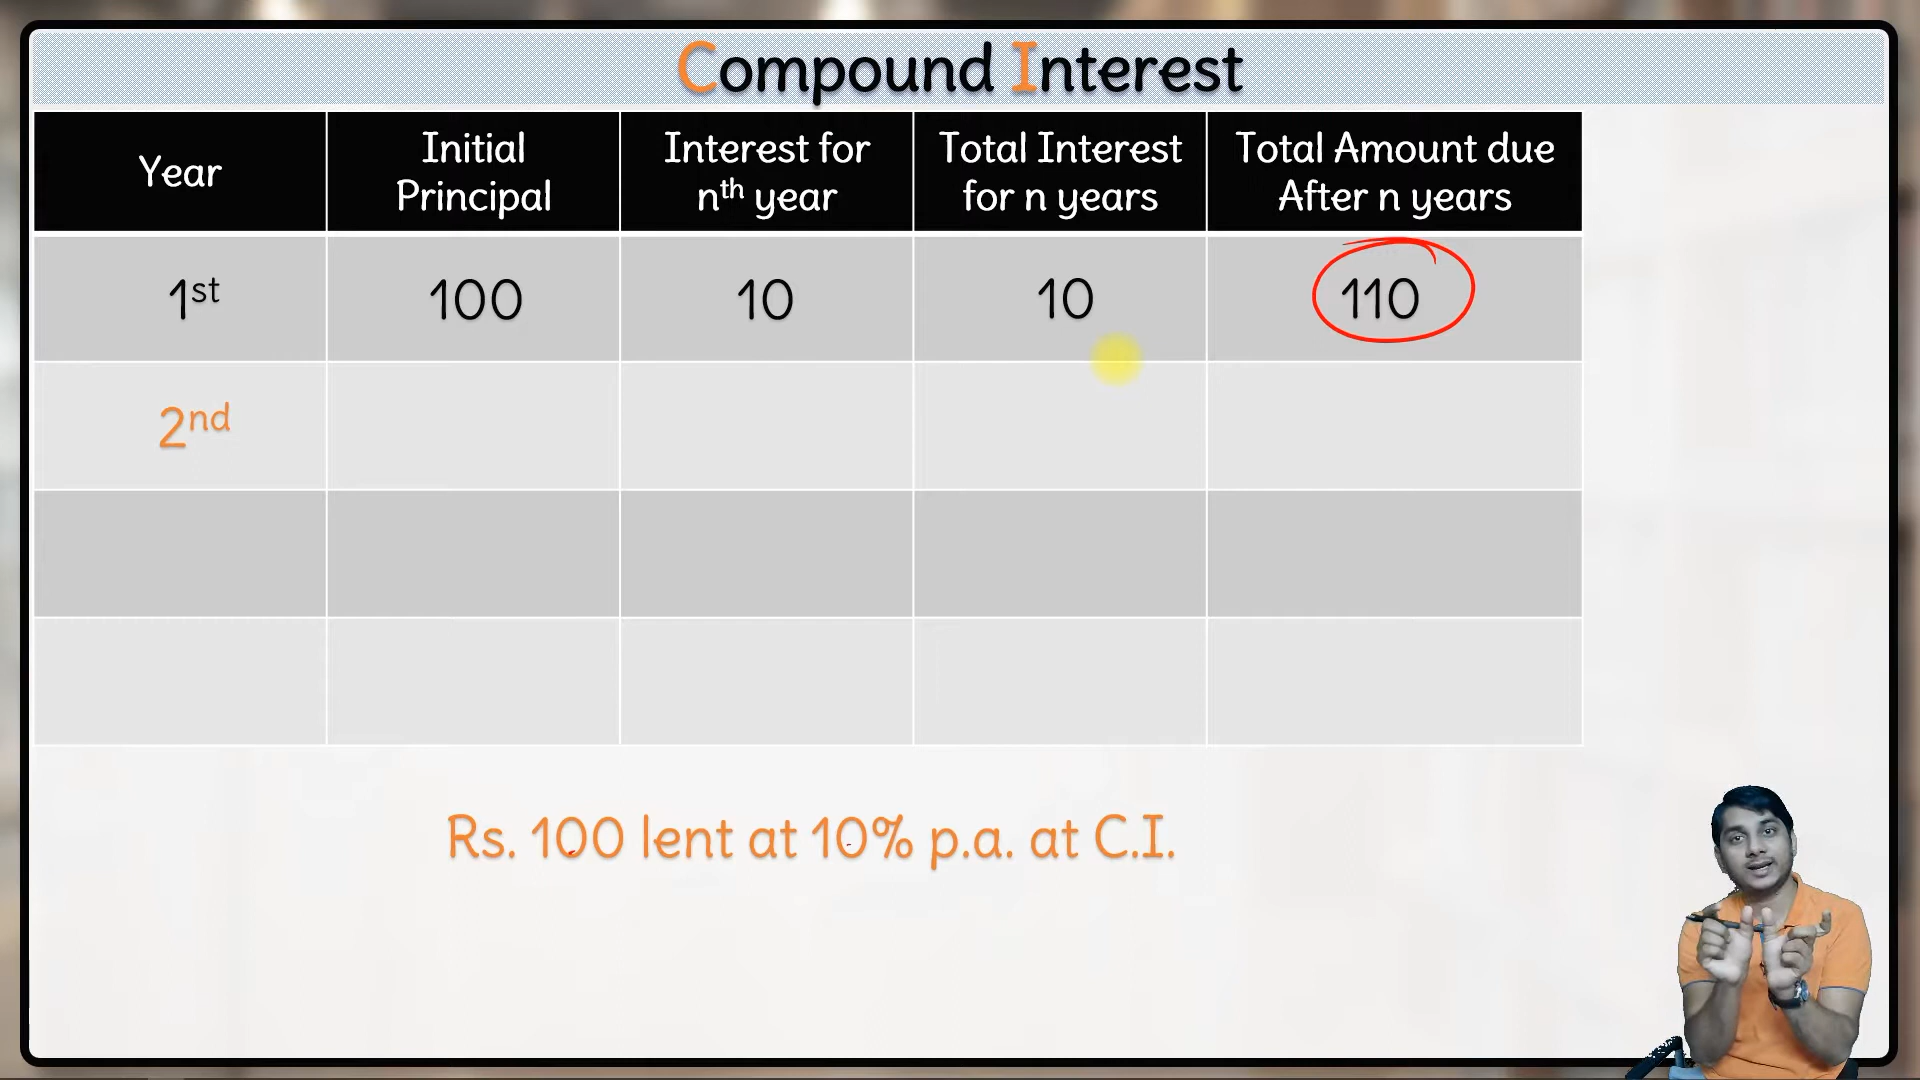 Compound Interest
Year
Initial
Principal
Interest for
nth year
Total Interest
for n years
Total Amount due
After n years
1st
100
10
10
110
2nd
Rs. 100 lent at 10% p.a. at C.I.